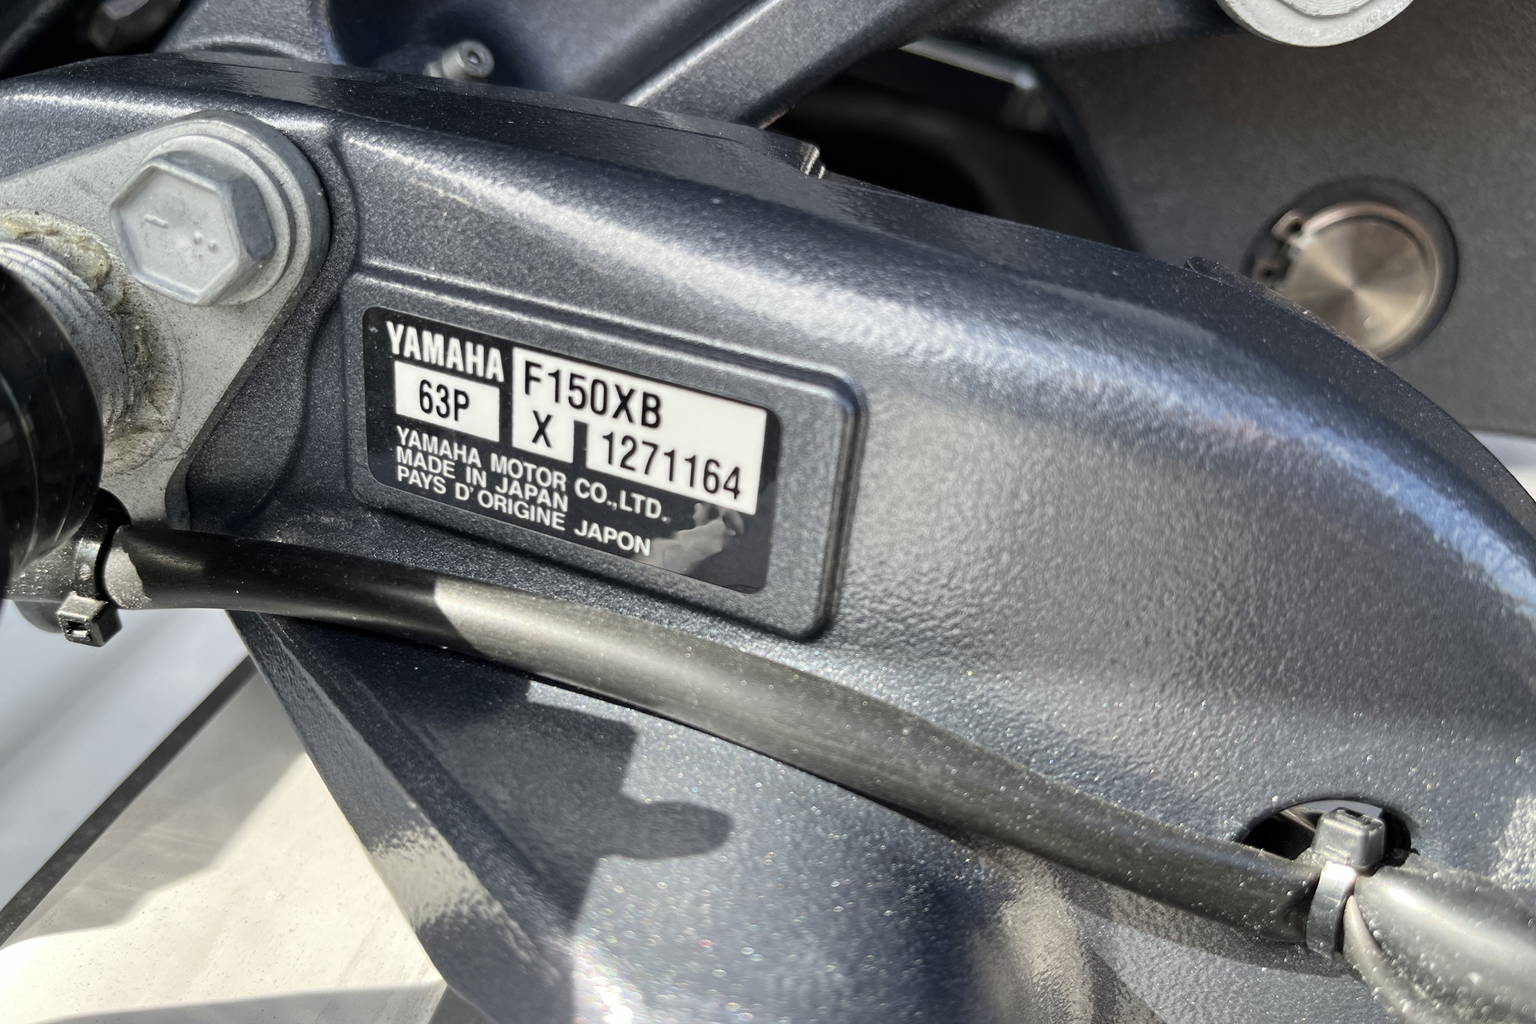 YAMAHA
F150XB
63P
X
1271164
YAMAHA MOTOR CO.,LTD.
MADE IN JAPAN
PAYS D'ORIGINE JAPON